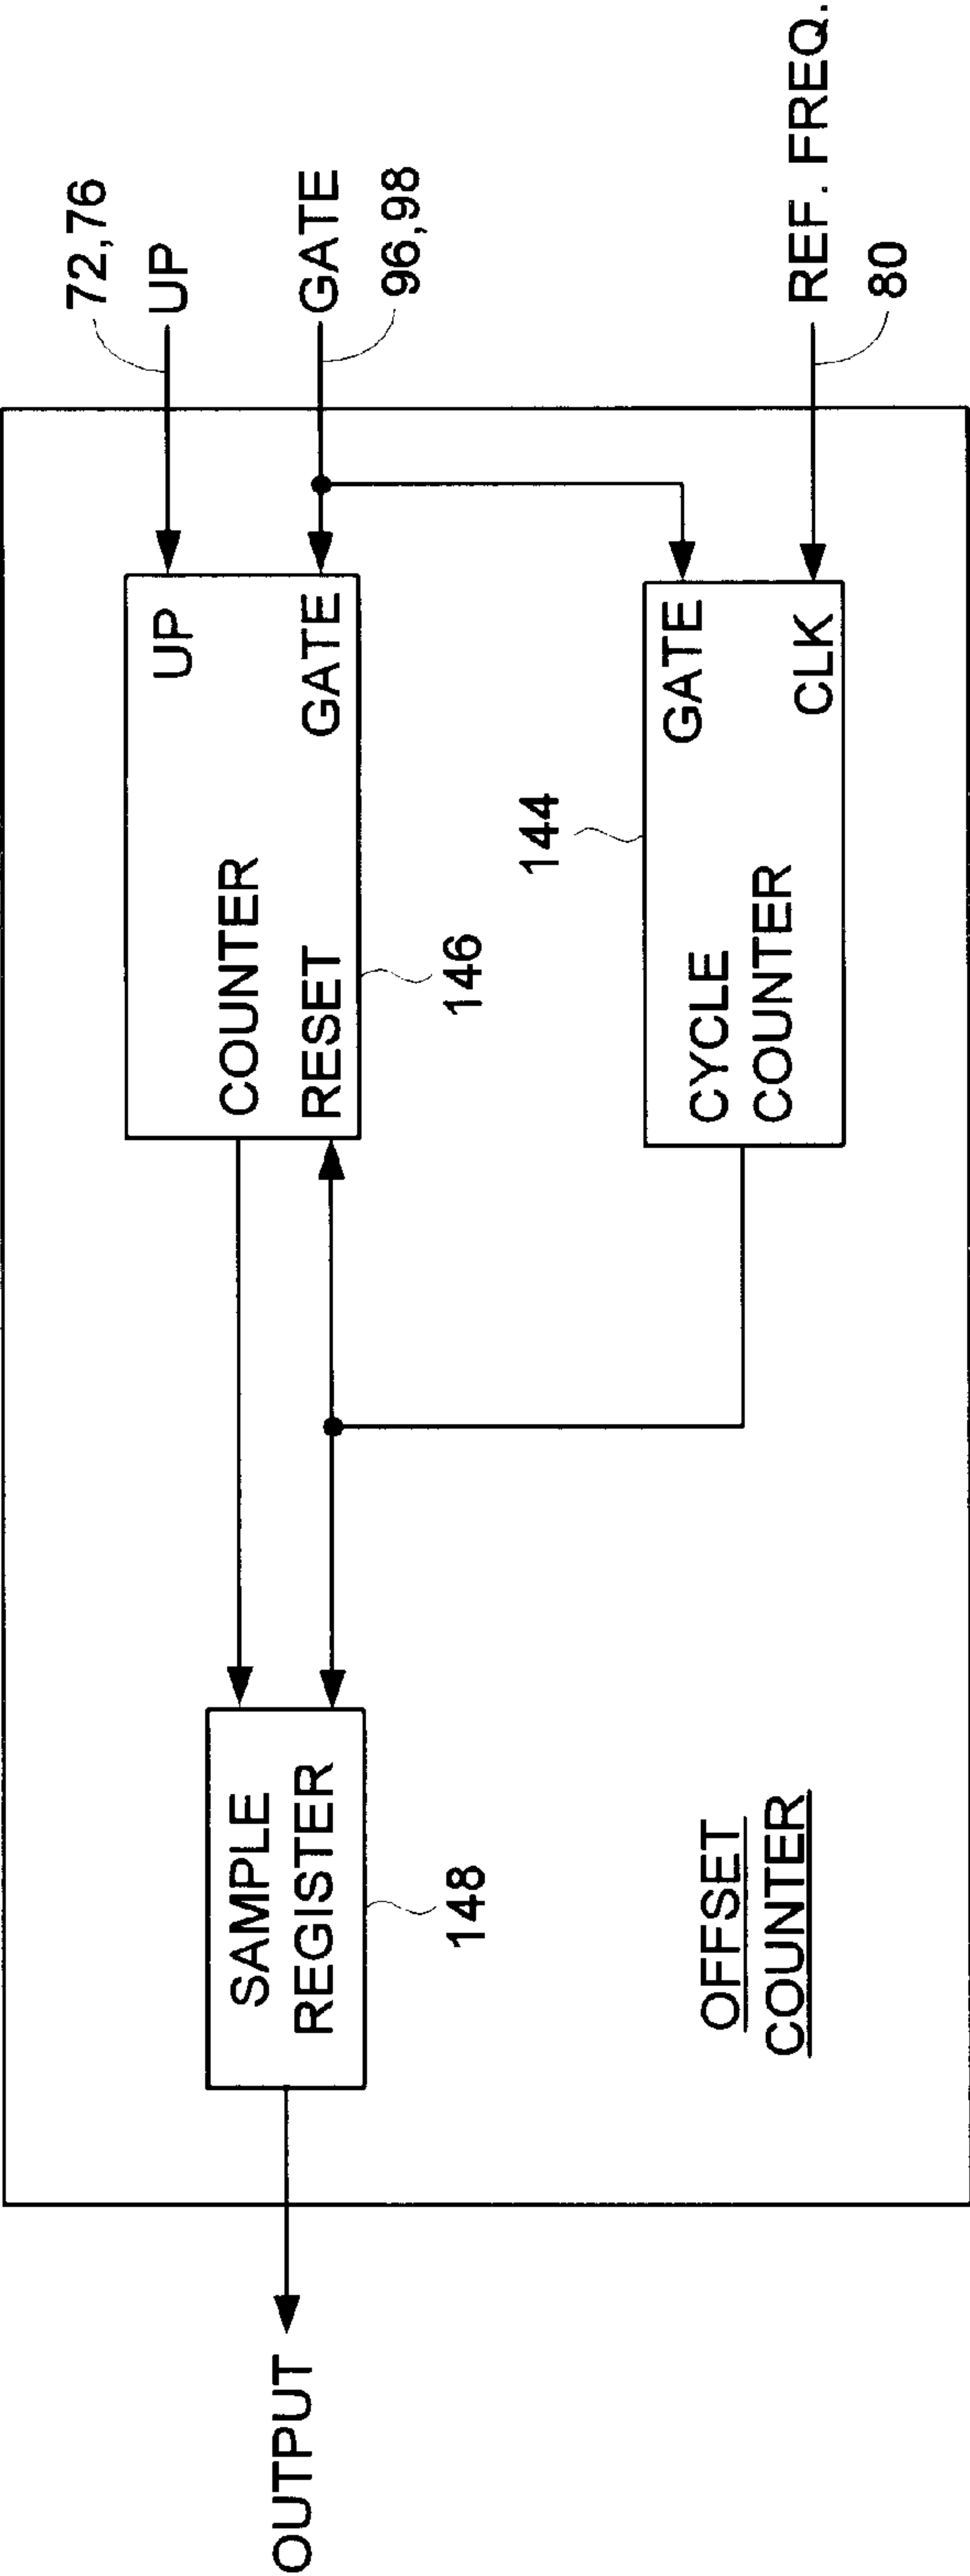 72,76
UP
GATE
96,98
REF. FREQ.
80
UP
COUNTER
RESET
GATE
146
144
GATE
CYCLE
COUNTER
CLK
SAMPLE
REGISTER
148
OFFSET
COUNTER
OUTPUT